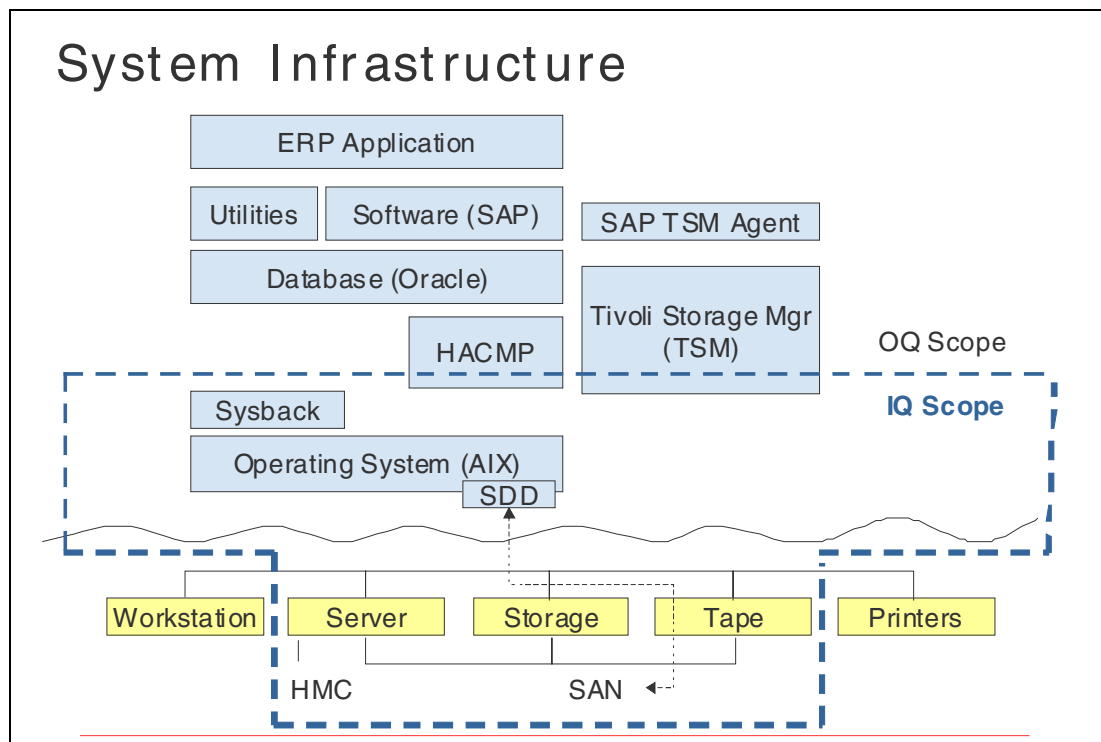 System Infrastructure
ERP Application
Utilities
Software (SAP)
SAP TSM Agent
Database (Oracle)
Tivoli Storage Mgr
(TSM)
HACMP
OQ Scope
IQ Scope
Sysback
Operating System (AIX)
SDD
Workstation
Server
Storage
Tape
Printers
HMC
SAN